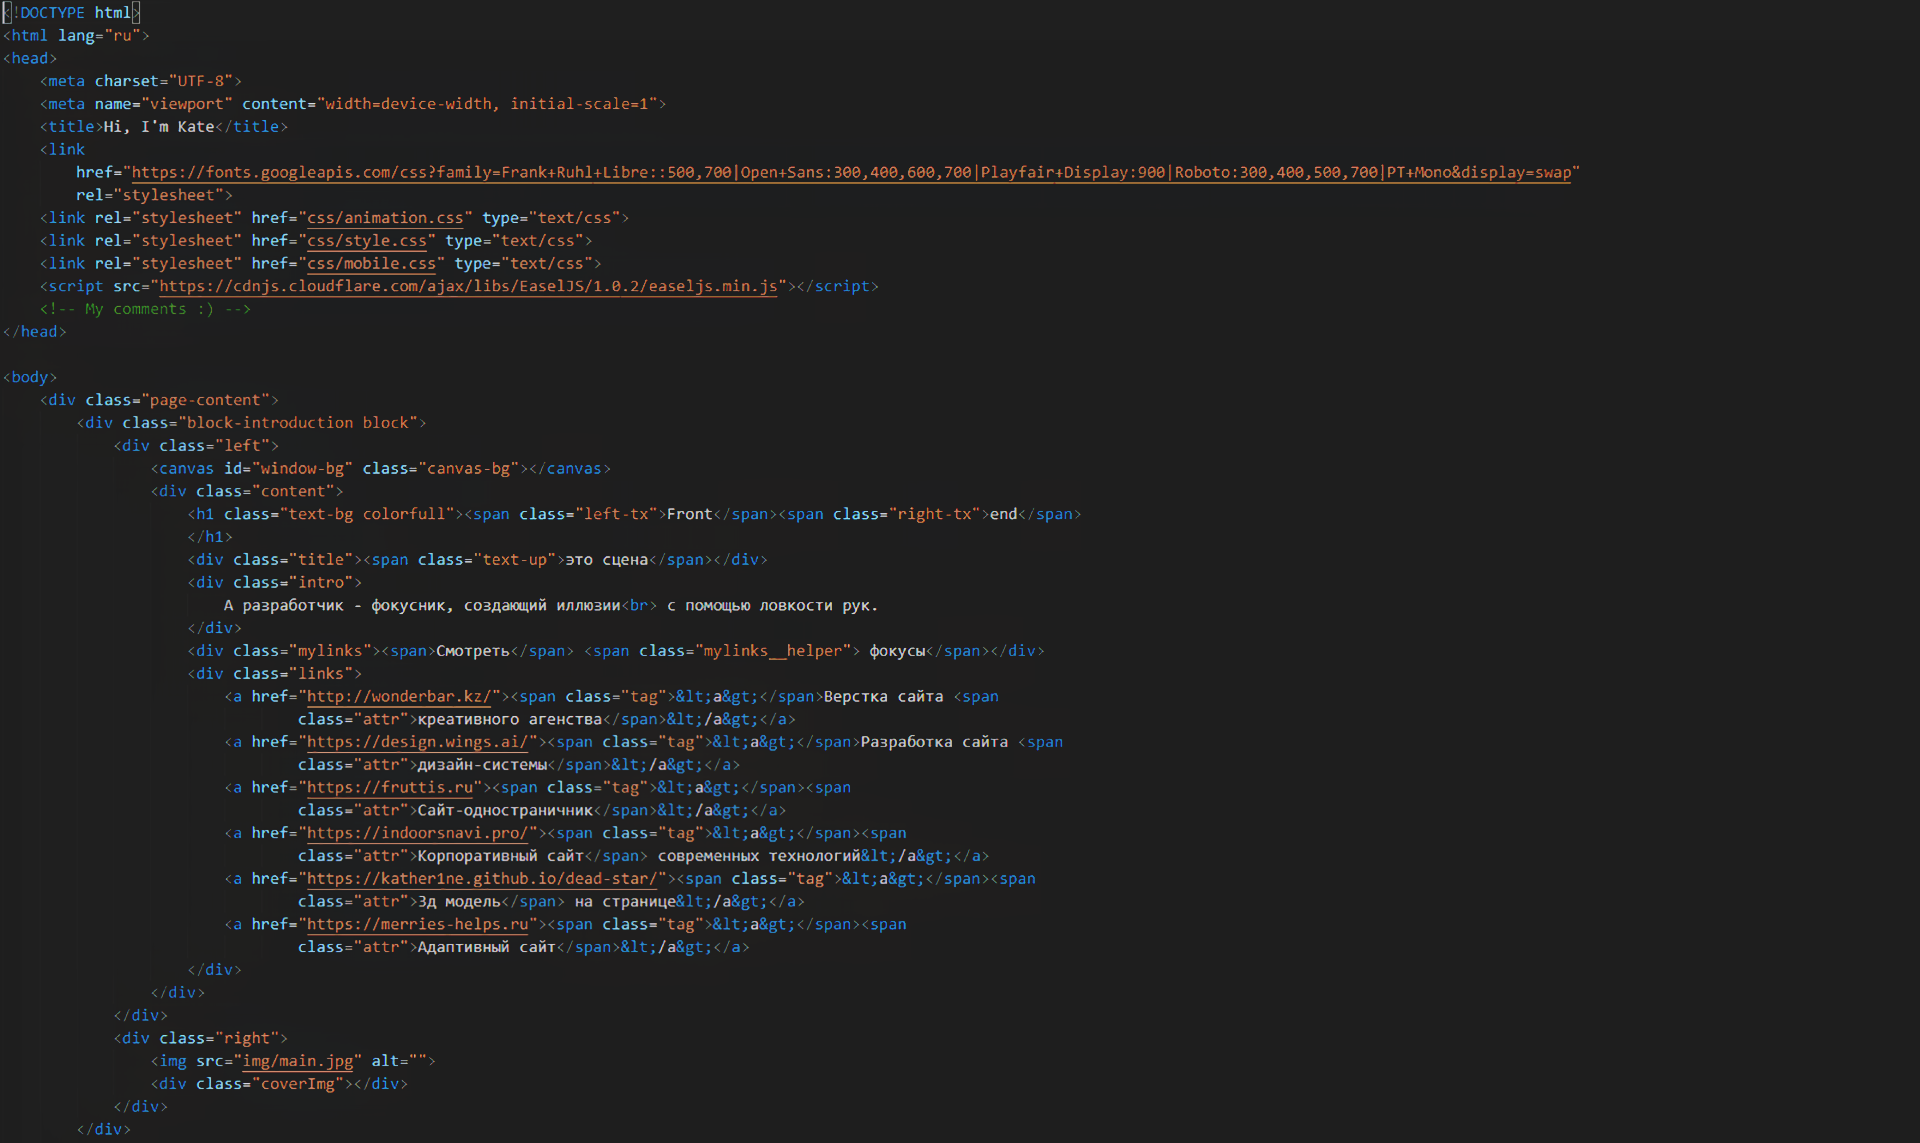 <!DOCTYPE html>
<html lang="ru">
<head>
<meta charset="UTF-8">
<meta name="viewport" content="width=device-width, initial-scale=1">
<title>Hi, I'm Kate</title>
<link
href="https://fonts.googleapis.com/css?family=Frank+Ruhl+Libre::500,700|Open+Sans:300,400,600,700|Playfair+Display:900|Roboto:300,400,500,700|PT+Mono&display=swap"
rel="stylesheet">
<link rel="stylesheet" href="css/animation.css" type="text/css">
<link rel="stylesheet" href="css/style.css" type="text/css">
<link rel="stylesheet" href="css/mobile.css" type="text/css">
<script src="https://cdnjs.cloudflare.com/ajax/libs/EaselJS/1.0.2/easeljs.min.js"></script>
<!-- My comments :) -->
</head>
<body>
<div class="page-content">
<div class="block-introduction block">
<div class="left">
<canvas id="window-bg" class="canvas-bg"></canvas>
<div class="content">
<h1 class="text-bg colorfull"><span class="left-tx">Front</span><span class="right-tx">end</span>
</h1>
<div class="title"><span class="text-up">это сцена</span></div>
<div class="intro">
А разработчик - фокусник, создающий иллюзии<br> с помощью ловкости рук.
</div>
<div class="mylinks"><span>Смотреть</span> <span class="mylinks__helper"> фокусы</span></div>
<div class="links">
<a href="http://wonderbar.kz/"><span class="tag">&lt;a&gt;</span>Верстка сайта <span
class="attr">креативного агенства</span>&lt;/a&gt;</a>
<a href="https://design.wings.ai/"><span class="tag">&lt;a&gt;</span>Разработка сайта <span
class="attr">дизайн-системы</span>&lt;/a&gt;</a>
<a href="https://fruttis.ru"><span class="tag">&lt;a&gt;</span><span
class="attr">Сайт-одностраничник</span>&lt;/a&gt;</a>
<a href="https://indoorsnavi.pro/"><span class="tag">&lt;a&gt;</span><span
class="attr">Корпоративный сайт</span> современных технологий&lt;/a&gt;</a>
<a href="https://kather1ne.github.io/dead-star/"><span class="tag">&lt;a&gt;</span><span
class="attr">3д модель</span> на странице&lt;/a&gt;</a>
<a href="https://merries-helps.ru"><span class="tag">&lt;a&gt;</span><span
class="attr">Адаптивный сайт</span>&lt;/a&gt;</a>
</div>
</div>
</div>
<div class="right">
<img src="img/main.jpg" alt="">
<div class="coverImg"></div>
</div>
</div>